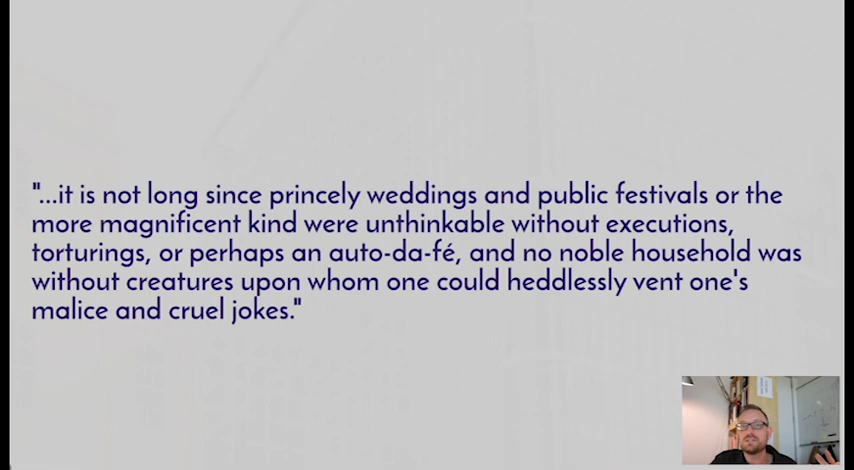 "...it is not long since princely weddings and public festivals or the
more magnificent kind were unthinkable without executions,
torturings, or perhaps an auto-da-fé, and no noble household was
without creatures upon whom one could heddlessly vent one's
malice and cruel jokes."